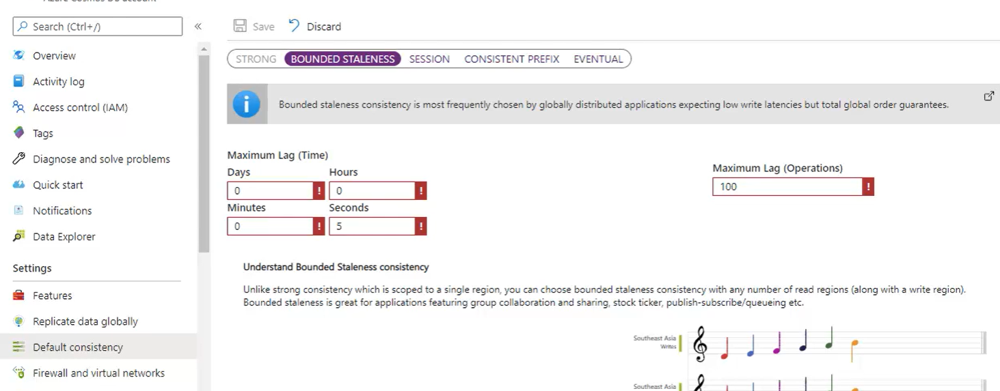 Azure Cosmos DB account
Search (Ctrl+/)
«
Save
Discard
Overview
Activity log
Access control (IAM)
Tags
Diagnose and solve problems
Quick start
Notifications
Data Explorer
Settings
Features
Replicate data globally
Default consistency
Firewall and virtual networks
STRONG BOUNDED STALENESS SESSION CONSISTENT PREFIX EVENTUAL
Bounded staleness consistency is most frequently chosen by globally distributed applications expecting low write latencies but total global order guarantees.
Maximum Lag (Time)
Days Hours
0 ! 0 !
Minutes Seconds
0 ! 5 !
Maximum Lag (Operations)
100 !
Understand Bounded Staleness consistency
Unlike strong consistency which is scoped to a single region, you can choose bounded staleness consistency with any number of read regions (along with a write region).
Bounded staleness is great for applications featuring group collaboration and sharing, stock ticker, publish-subscribe/queueing etc.
Southeast Asia
Writes
Southeast Asia